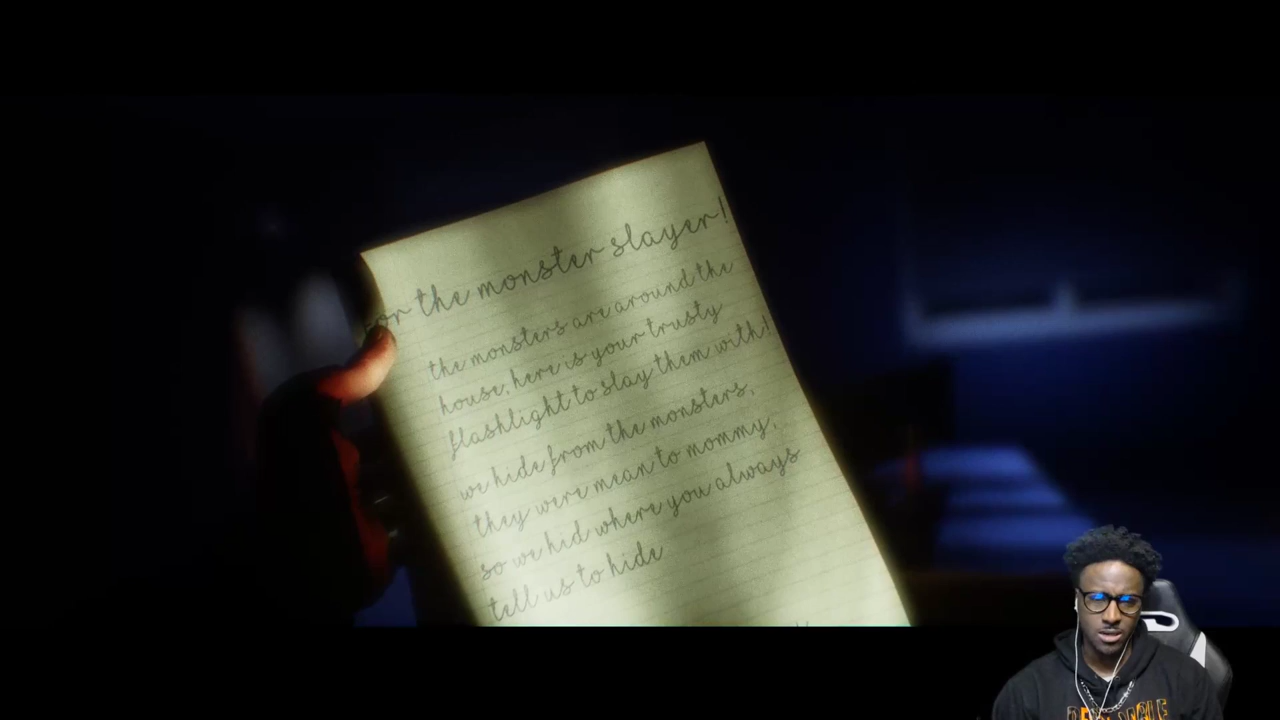 for the monster slayer!
the monsters are around the
house, here is your trusty
flashlight to slay them with!
we hide from the monsters,
they were mean to mommy,
so we hid where you always
tell us to hide